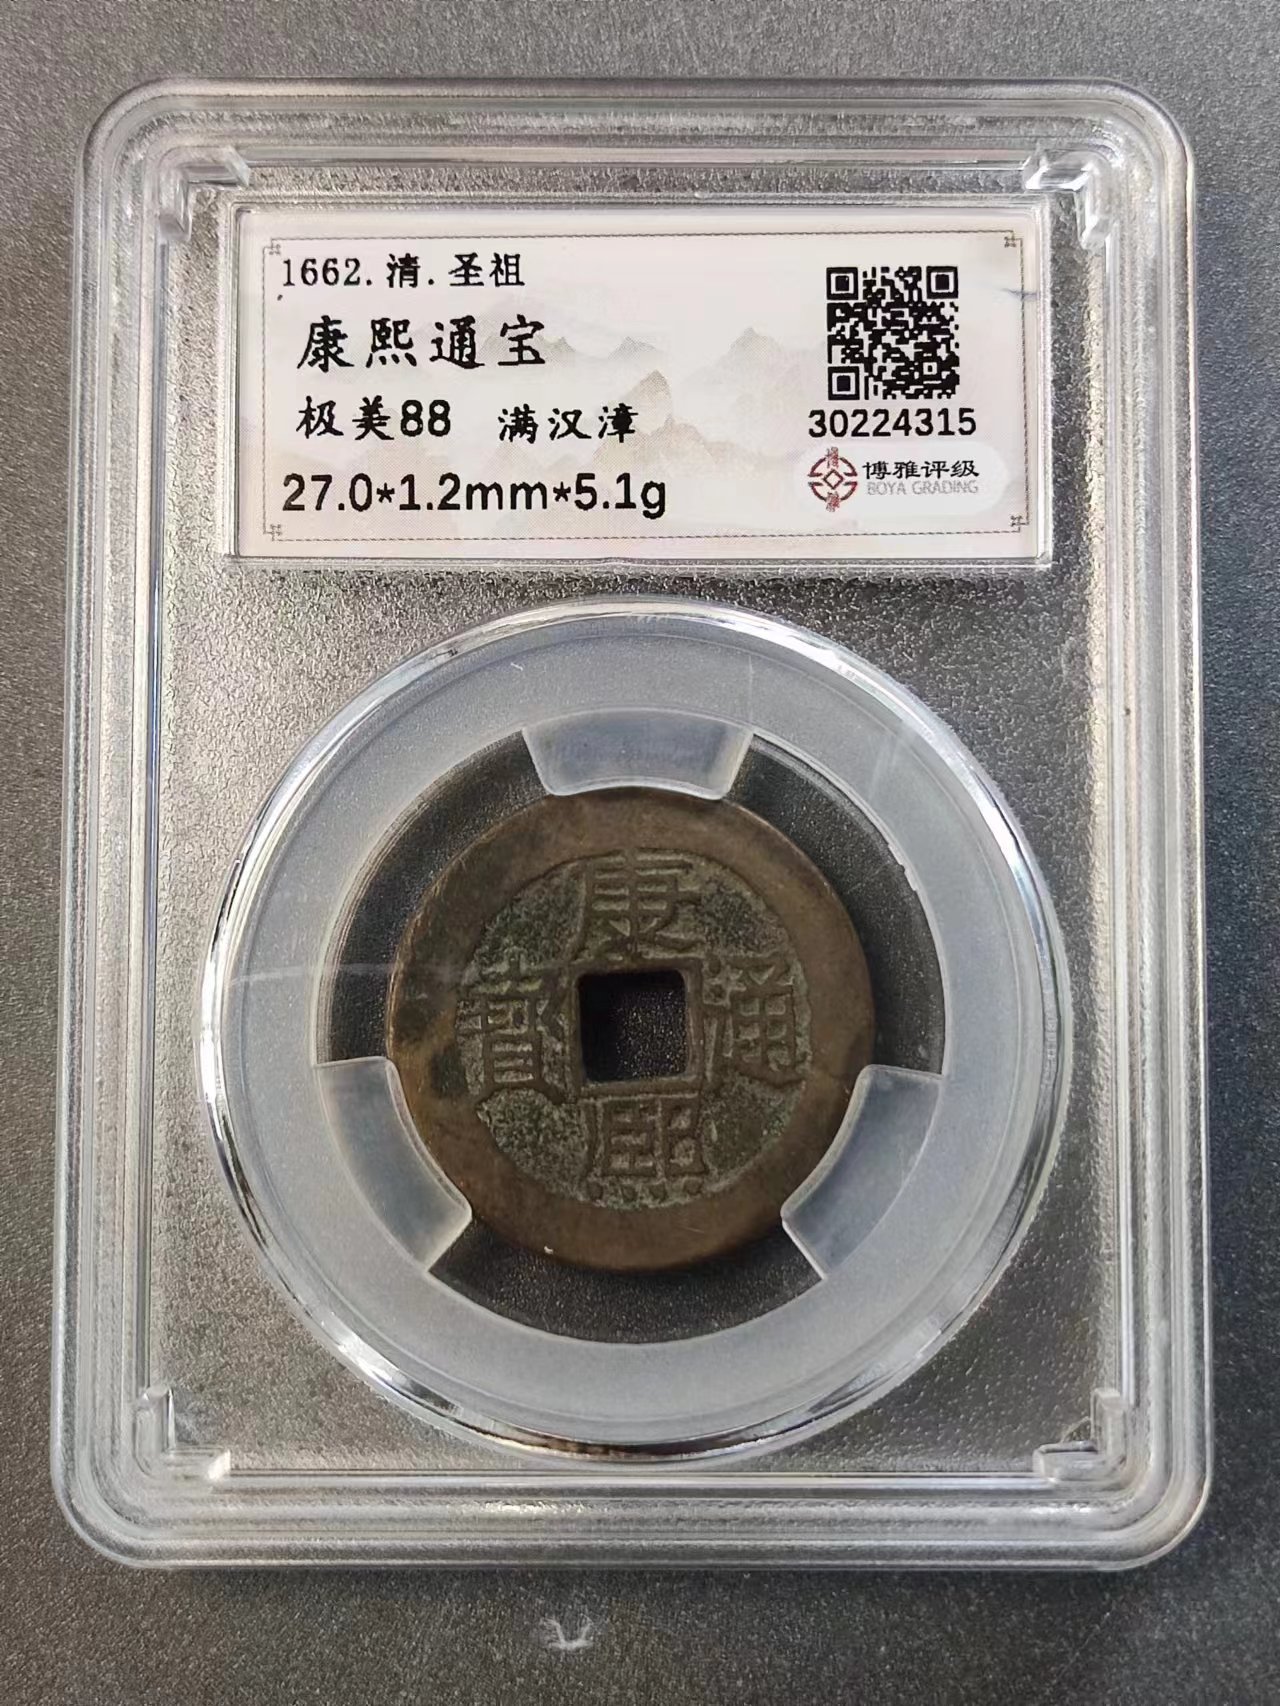 1662.清.圣祖
康熙通宝
极美88 满汉漳
27.0*1.2mm*5.1g
30224315
博雅评级
BOYA GRADING
康熙通寳